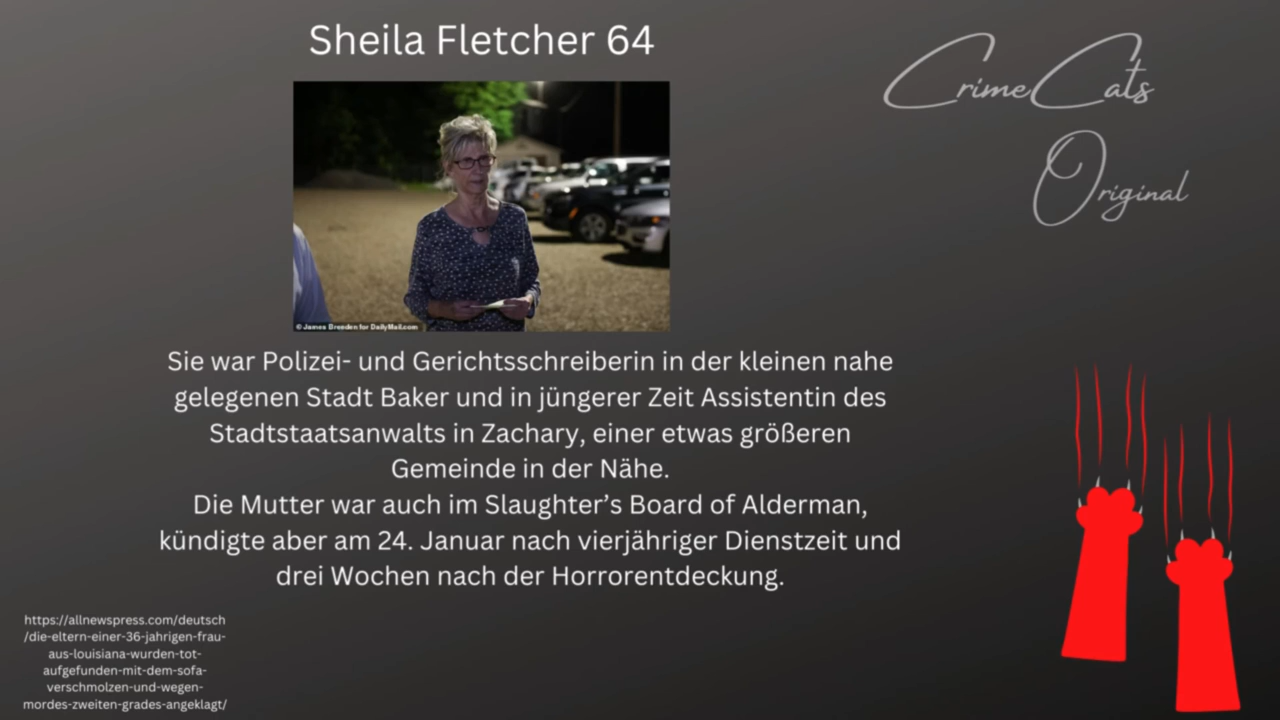 Sheila Fletcher 64
CrimeCats
Original
© James Breeden for DailyMail.com
Sie war Polizei- und Gerichtsschreiberin in der kleinen nahe
gelegenen Stadt Baker und in jüngerer Zeit Assistentin des
Stadtstaatsanwalts in Zachary, einer etwas größeren
Gemeinde in der Nähe.
Die Mutter war auch im Slaughter’s Board of Alderman,
kündigte aber am 24. Januar nach vierjähriger Dienstzeit und
drei Wochen nach der Horrorentdeckung.
https://allnewspress.com/deutsch
/die-eltern-einer-36-jahrigen-frau-
aus-louisiana-wurden-tot-
aufgefunden-mit-dem-sofa-
verschmolzen-und-wegen-
mordes-zweiten-grades-angeklagt/